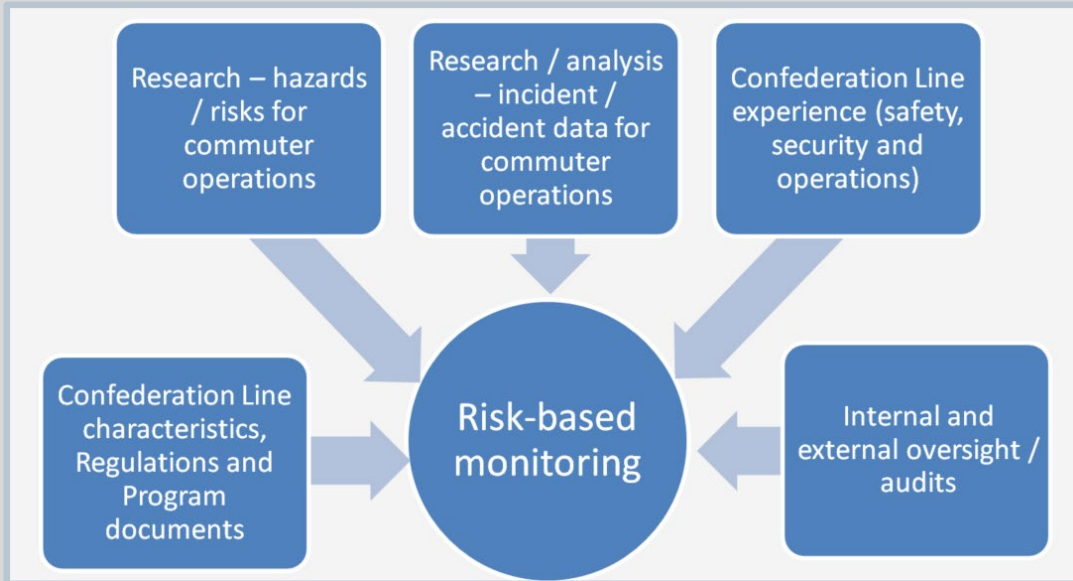 Research – hazards
/ risks for
commuter
operations
Research / analysis
– incident /
accident data for
commuter
operations
Confederation Line
experience (safety,
security and
operations)
Confederation Line
characteristics,
Regulations and
Program
documents
Risk-based
monitoring
Internal and
external oversight /
audits